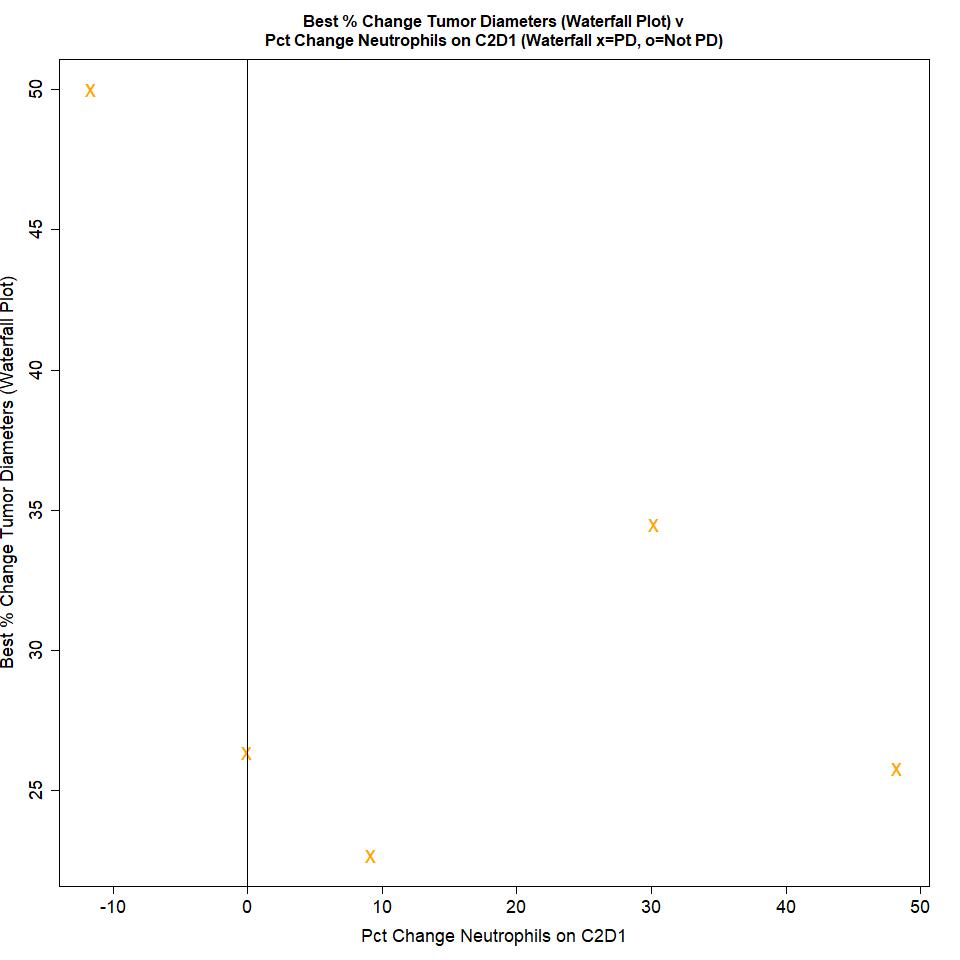 Best % Change Tumor Diameters (Waterfall Plot) v
Pct Change Neutrophils on C2D1 (Waterfall x=PD, o=Not PD)
Best % Change Tumor Diameters (Waterfall Plot)
50
45
40
35
30
25
X
X
X
X
X
-10
0
10
20
30
40
50
Pct Change Neutrophils on C2D1